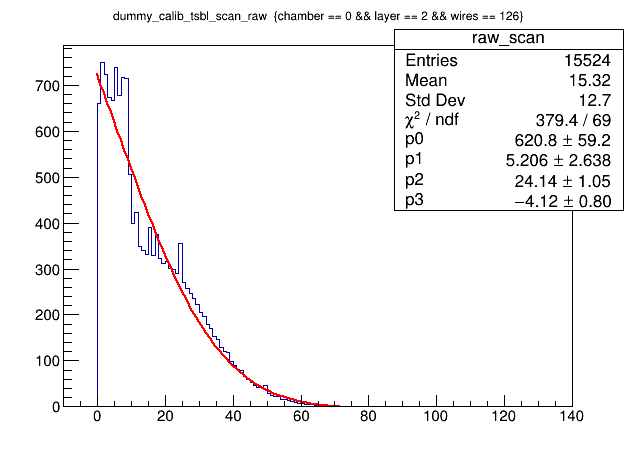 dummy_calib_tsbl_scan_raw {chamber == 0 && layer == 2 && wires == 126}
raw_scan
Entries 15524
Mean 15.32
Std Dev 12.7
χ² / ndf 379.4 / 69
p0 620.8 ± 59.2
p1 5.206 ± 2.638
p2 24.14 ± 1.05
p3 −4.12 ± 0.80
700
600
500
400
300
200
100
0
0 20 40 60 80 100 120 140